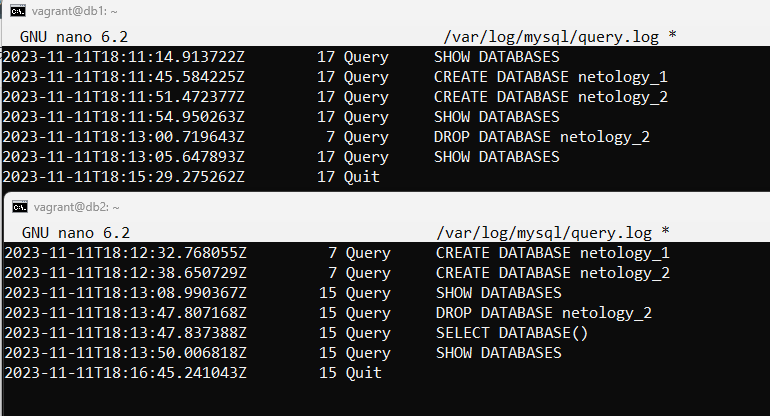 vagrant@db1: ~
GNU nano 6.2 /var/log/mysql/query.log *
2023-11-11T18:11:14.913722Z 17 Query SHOW DATABASES
2023-11-11T18:11:45.584225Z 17 Query CREATE DATABASE netology_1
2023-11-11T18:11:51.472377Z 17 Query CREATE DATABASE netology_2
2023-11-11T18:11:54.950263Z 17 Query SHOW DATABASES
2023-11-11T18:13:00.719643Z 7 Query DROP DATABASE netology_2
2023-11-11T18:13:05.647893Z 17 Query SHOW DATABASES
2023-11-11T18:15:29.275262Z 17 Quit
vagrant@db2: ~
GNU nano 6.2 /var/log/mysql/query.log *
2023-11-11T18:12:32.768055Z 7 Query CREATE DATABASE netology_1
2023-11-11T18:12:38.650729Z 7 Query CREATE DATABASE netology_2
2023-11-11T18:13:08.990367Z 15 Query SHOW DATABASES
2023-11-11T18:13:47.807168Z 15 Query DROP DATABASE netology_2
2023-11-11T18:13:47.837388Z 15 Query SELECT DATABASE()
2023-11-11T18:13:50.006818Z 15 Query SHOW DATABASES
2023-11-11T18:16:45.241043Z 15 Quit